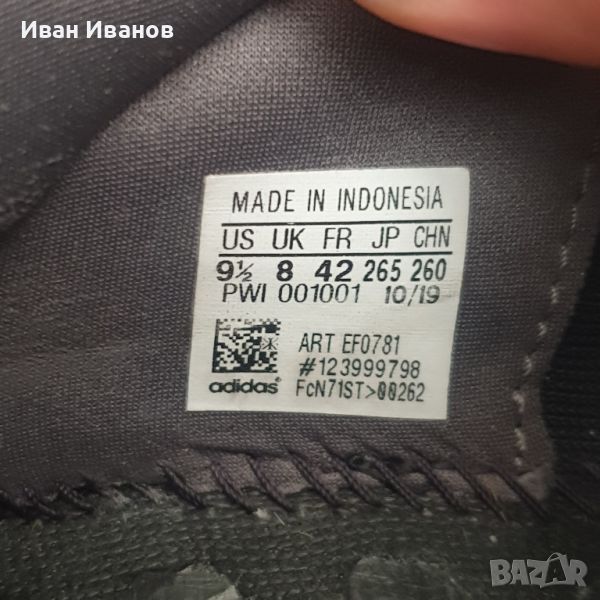 Иван Иванов
MADE IN INDONESIA
US UK FR JP CHN
9½ 8 42 265 260
PWI 001001 10/19
ART EF0781
#123999798
adidas® FcN71ST>00262
BAZAR